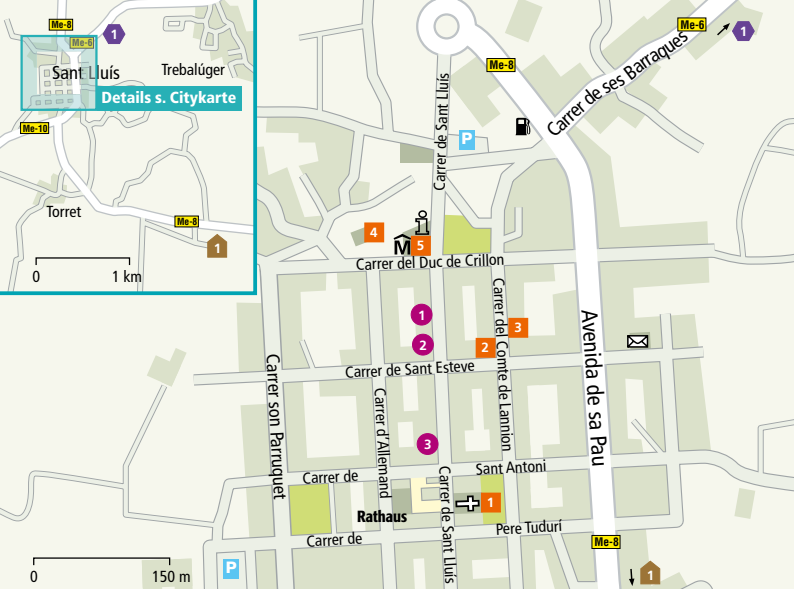 Me-8
Me-6
1
Sant Lluís
Trebalúger
Details s. Citykarte
Me-10
Torret
Me-8
1
0
1 km
Me-6
1
Me-8
Carrer de ses Barraques
Carrer de Sant Lluís
P
4
M
5
Carrer del Duc de Crillon
1
2
3
2
Carrer del Comte de Lannion
Avenida de sa Pau
Carrer de Sant Esteve
Carrer son Parruquet
Carrer d'Allemand
3
Carrer de
Sant Antoni
Carrer de Sant Lluís
1
Rathaus
Carrer de
Pere Tudurí
Me-8
P
1
0
150 m